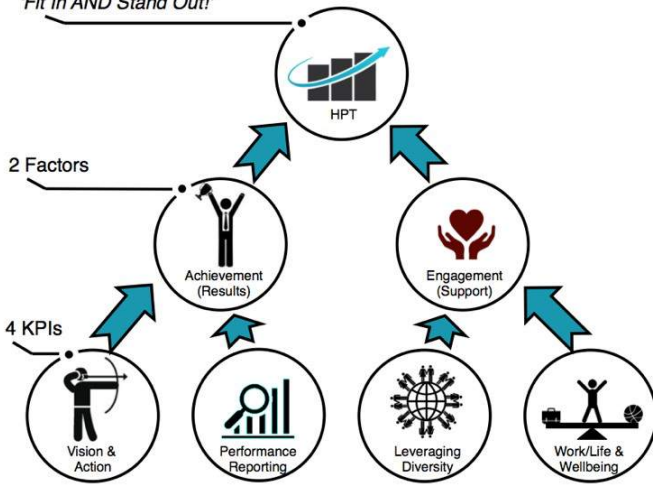 "Fit in AND Stand Out!"
HPT
2 Factors
Achievement
(Results)
Engagement
(Support)
4 KPIs
Vision &
Action
Performance
Reporting
Leveraging
Diversity
Work/Life &
Wellbeing